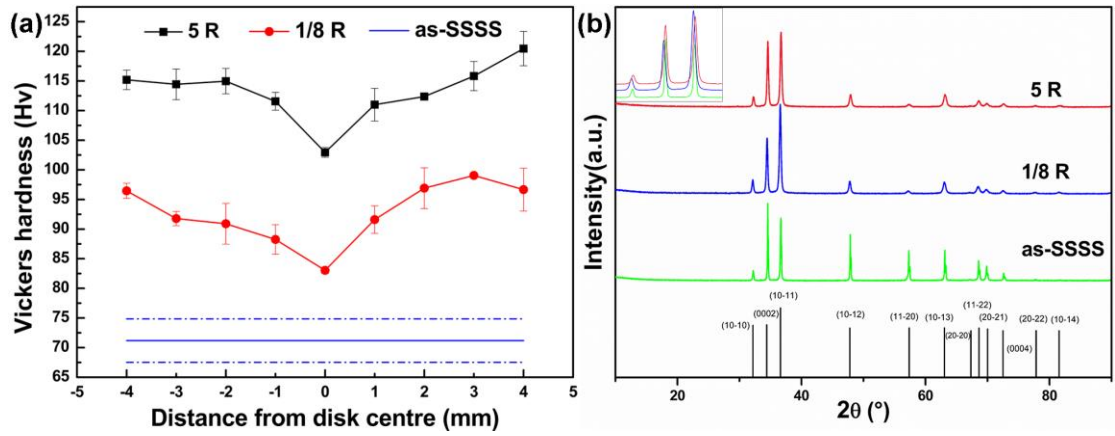 (a)
5 R
1/8 R
as-SSSS
125
120
115
110
105
100
95
90
85
80
75
70
65
Vickers hardness (Hv)
-5 -4 -3 -2 -1 0 1 2 3 4 5
Distance from disk centre (mm)
(b)
5 R
1/8 R
as-SSSS
Intensity(a.u.)
(10-10)
(0002)
(10-11)
(10-12)
(11-20)
(10-13)
(20-20)
(11-22)
(20-21)
(0004)
(20-22)
(10-14)
20 40 60 80
2θ (°)